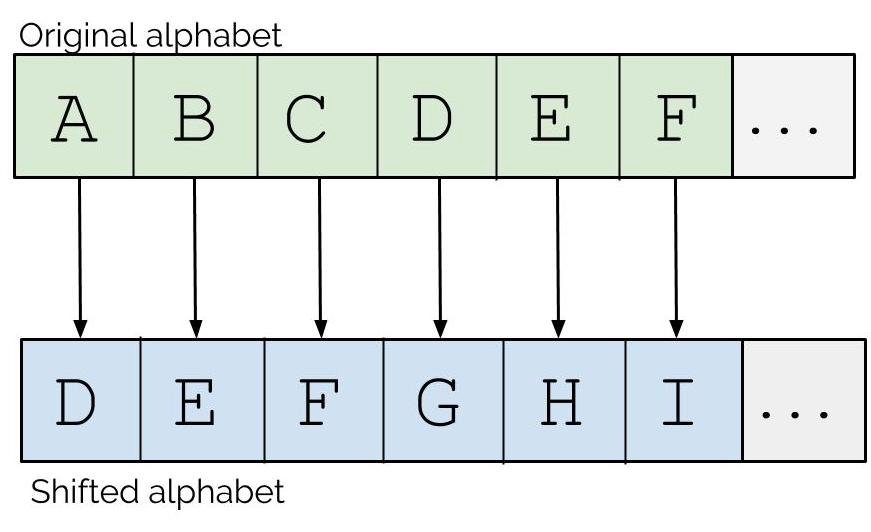 Original alphabet
A B C D E F ...
D E F G H I ...
Shifted alphabet